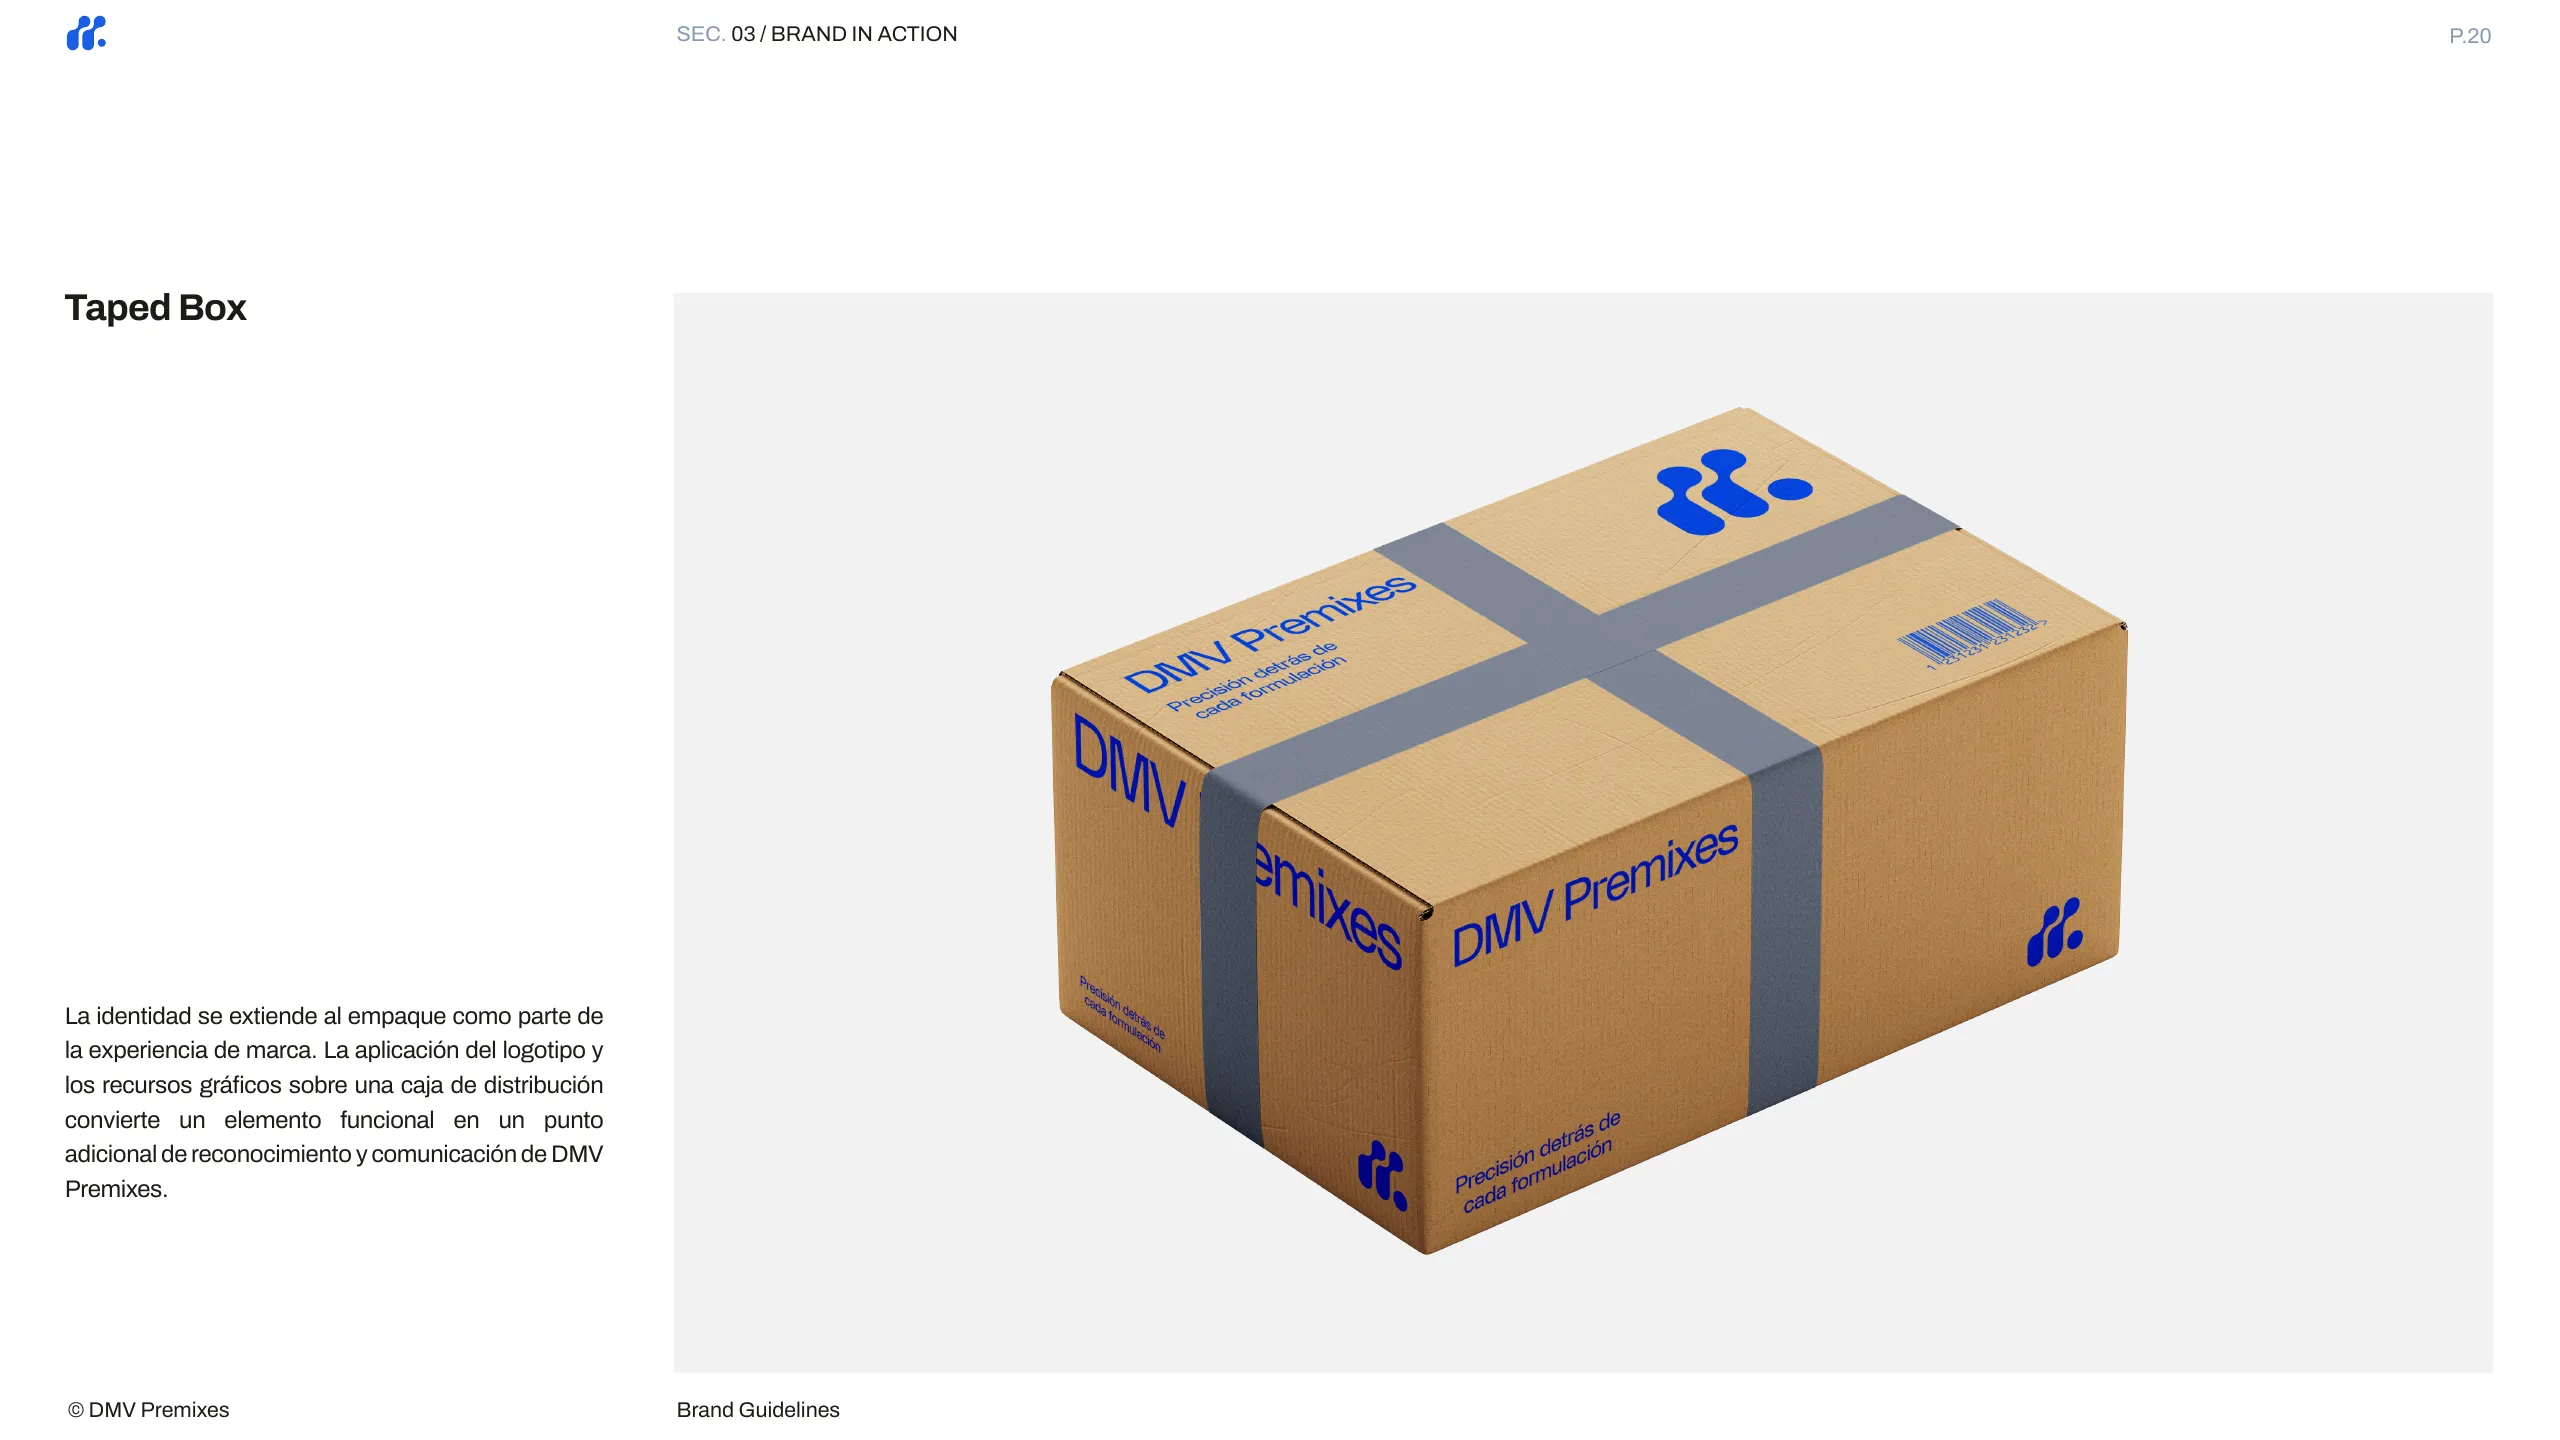 SEC. 03 / BRAND IN ACTION
P.20
Taped Box
La identidad se extiende al empaque como parte de
la experiencia de marca. La aplicación del logotipo y
los recursos gráficos sobre una caja de distribución
convierte un elemento funcional en un punto
adicional de reconocimiento y comunicación de DMV
Premixes.
DMV Premixes
Precisión detrás de
cada formulación
1 231231 231232 >
DMV emixes
Precisión detrás de
cada formulación
DMV Premixes
Precisión detrás de
cada formulación
© DMV Premixes
Brand Guidelines